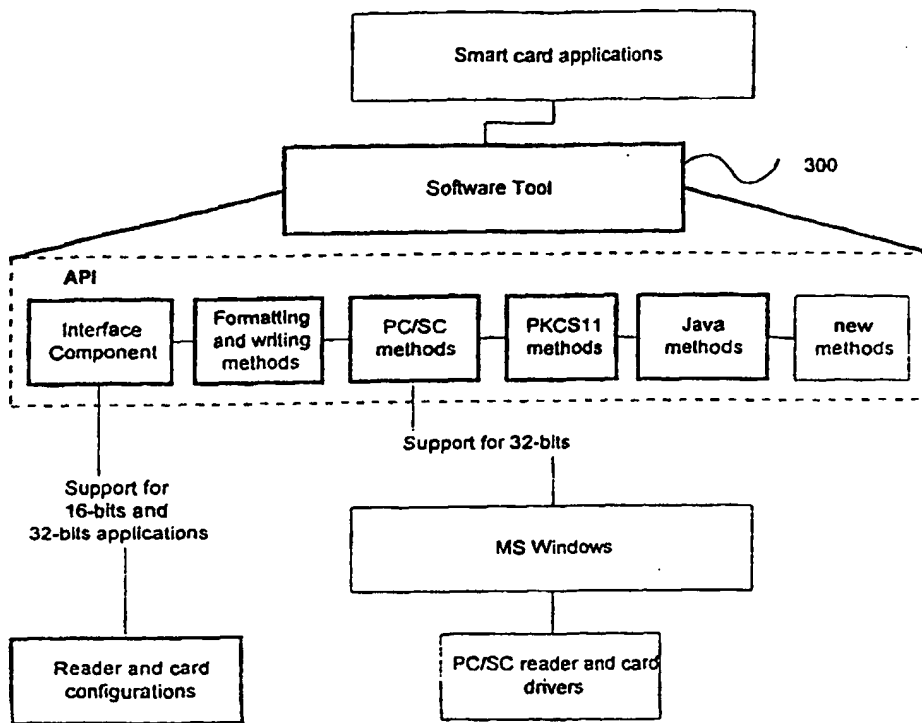 Smart card applications
Software Tool
300
API
Interface
Component
Formatting
and writing
methods
PC/SC
methods
PKCS11
methods
Java
methods
new
methods
Support for 32-bits
Support for
16-bits and
32-bits applications
MS Windows
Reader and card
configurations
PC/SC reader and card
drivers